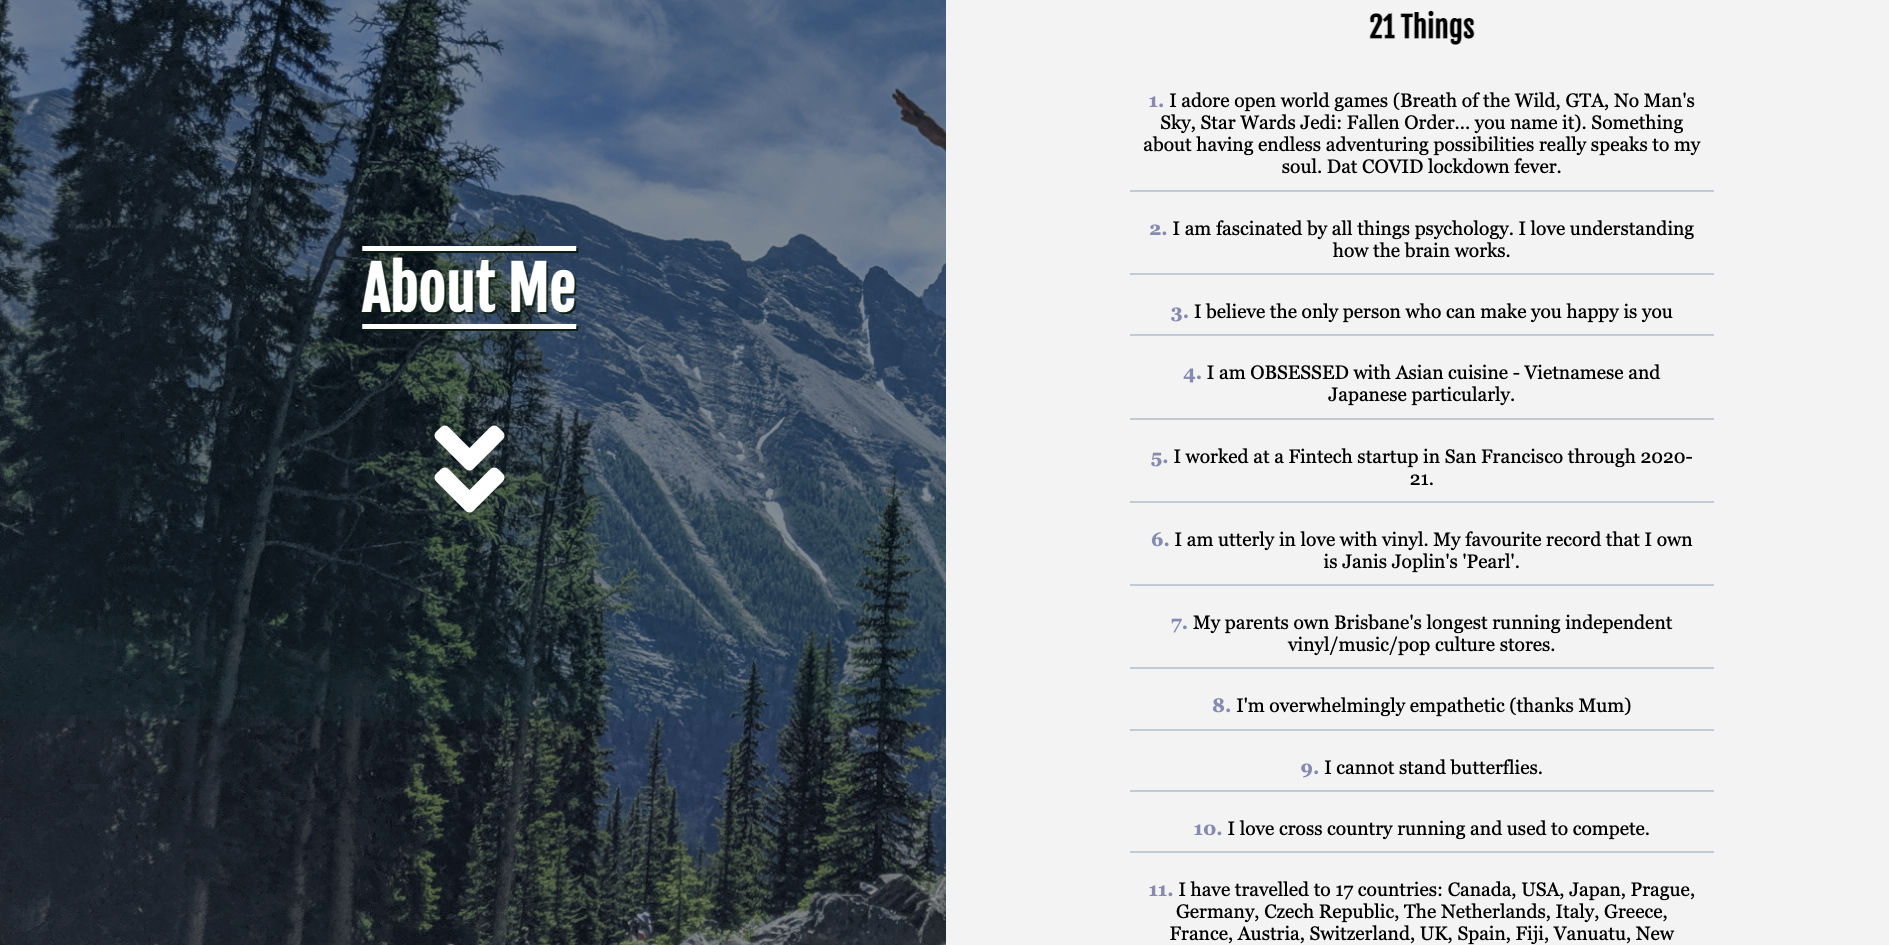 About Me
21 Things
1. I adore open world games (Breath of the Wild, GTA, No Man's
Sky, Star Wards Jedi: Fallen Order... you name it). Something
about having endless adventuring possibilities really speaks to my
soul. Dat COVID lockdown fever.
2. I am fascinated by all things psychology. I love understanding
how the brain works.
3. I believe the only person who can make you happy is you
4. I am OBSESSED with Asian cuisine - Vietnamese and
Japanese particularly.
5. I worked at a Fintech startup in San Francisco through 2020-
21.
6. I am utterly in love with vinyl. My favourite record that I own
is Janis Joplin's 'Pearl'.
7. My parents own Brisbane's longest running independent
vinyl/music/pop culture stores.
8. I'm overwhelmingly empathetic (thanks Mum)
9. I cannot stand butterflies.
10. I love cross country running and used to compete.
11. I have travelled to 17 countries: Canada, USA, Japan, Prague,
Germany, Czech Republic, The Netherlands, Italy, Greece,
France, Austria, Switzerland, UK, Spain, Fiji, Vanuatu, New